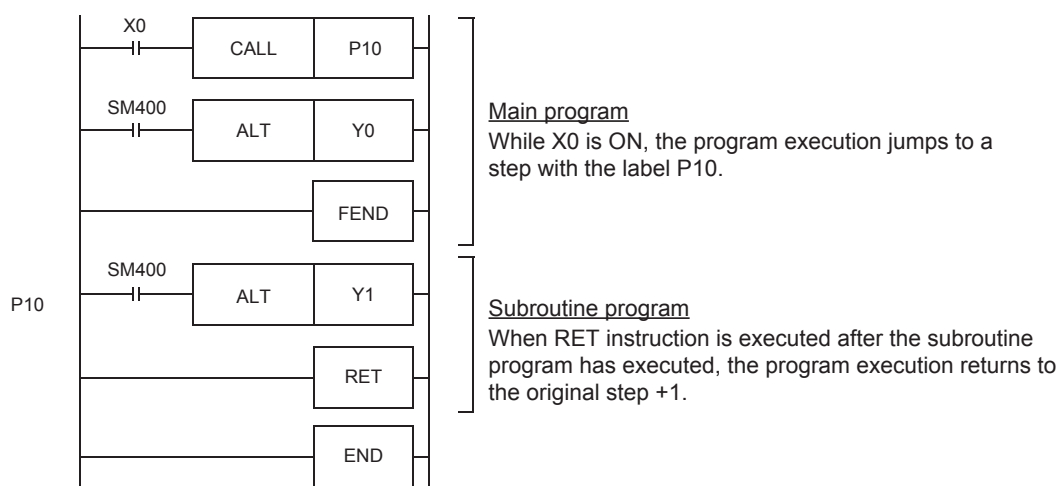 X0
CALL P10
SM400
ALT Y0
FEND
Main program
While X0 is ON, the program execution jumps to a
step with the label P10.
SM400
P10
ALT Y1
RET
END
Subroutine program
When RET instruction is executed after the subroutine
program has executed, the program execution returns to
the original step +1.